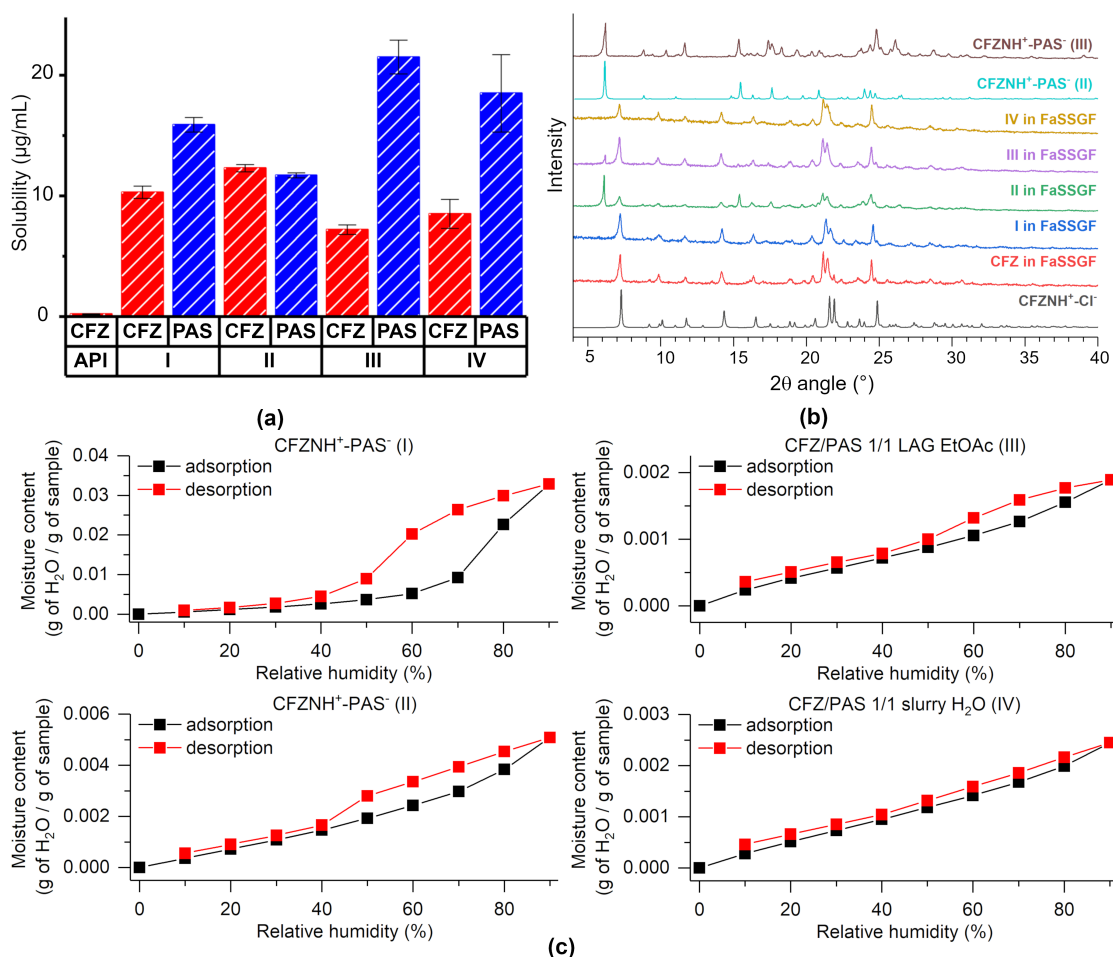 Solubility (µg/mL)
20
10
0
CFZ CFZ PAS CFZ PAS CFZ PAS CFZ PAS
API I II III IV
(a)
Intensity
CFZNH⁺-PAS⁻ (III)
CFZNH⁺-PAS⁻ (II)
IV in FaSSGF
III in FaSSGF
II in FaSSGF
I in FaSSGF
CFZ in FaSSGF
CFZNH⁺-Cl⁻
5 10 15 20 25 30 35 40
2θ angle (°)
(b)
CFZNH⁺-PAS⁻ (I)
adsorption
desorption
Moisture content
(g of H₂O / g of sample)
0.04
0.03
0.02
0.01
0.00
0 20 40 60 80
Relative humidity (%)
CFZ/PAS 1/1 LAG EtOAc (III)
adsorption
desorption
Moisture content
(g of H₂O / g of sample)
0.002
0.001
0.000
0 20 40 60 80
Relative humidity (%)
CFZNH⁺-PAS⁻ (II)
adsorption
desorption
Moisture content
(g of H₂O / g of sample)
0.006
0.004
0.002
0.000
0 20 40 60 80
Relative humidity (%)
CFZ/PAS 1/1 slurry H₂O (IV)
adsorption
desorption
Moisture content
(g of H₂O / g of sample)
0.003
0.002
0.001
0.000
0 20 40 60 80
Relative humidity (%)
(c)